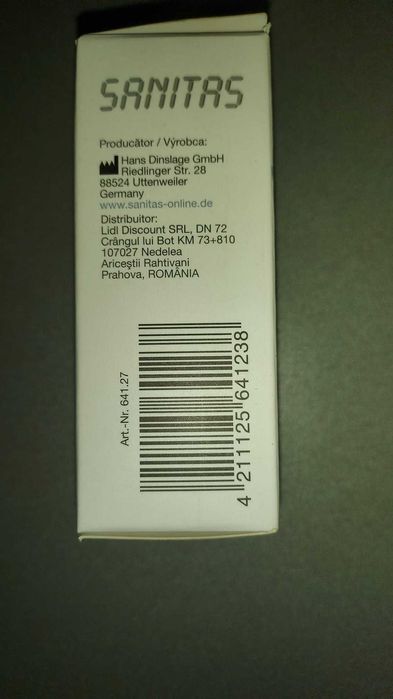 SANITAS
Producător / Výrobca:
Hans Dinslage GmbH
Riedlinger Str. 28
88524 Uttenweiler
Germany
www.sanitas-online.de
Distribuitor:
Lidl Discount SRL, DN 72
Crângul lui Bot KM 73+810
107027 Nedelea
Ariceştii Rahtivani
Prahova, ROMÂNIA
Art.-Nr. 641.27
4 211125 641238